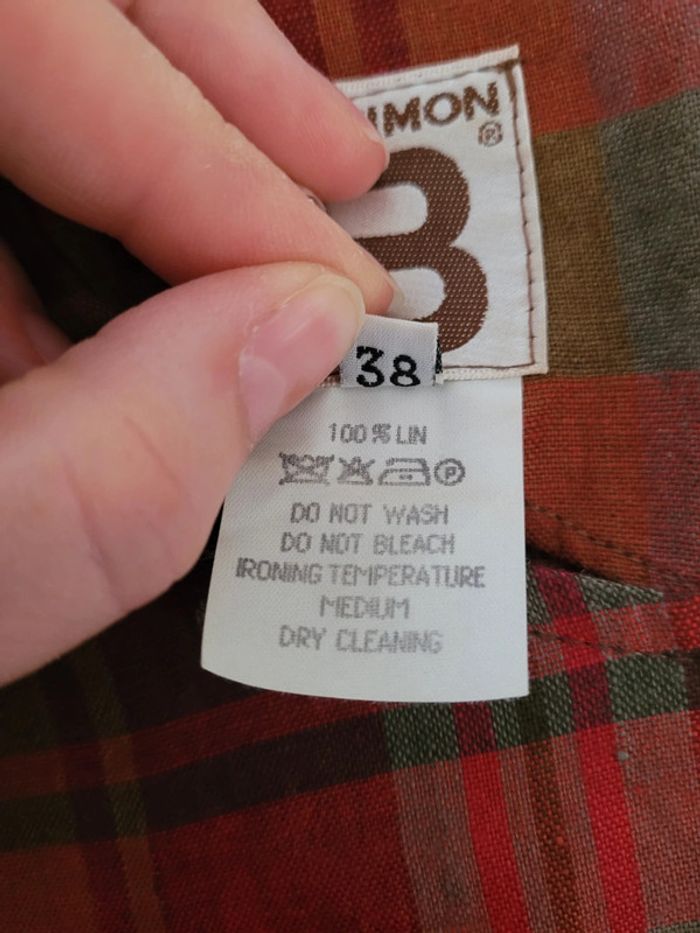 IMON
®
B
38
100% LIN
P
DO NOT WASH
DO NOT BLEACH
IRONING TEMPERATURE
MEDIUM
DRY CLEANING